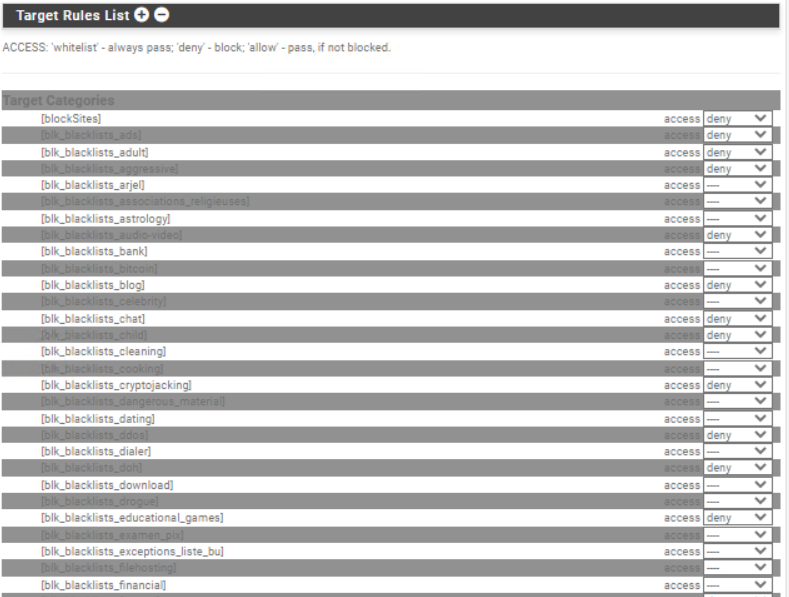 Target Rules List
ACCESS: 'whitelist' - always pass; 'deny' - block; 'allow' - pass, if not blocked.
Target Categories
[blockSites] access deny
[blk_blacklists_ads] access deny
[blk_blacklists_adult] access deny
[blk_blacklists_aggressive] access deny
[blk_blacklists_arjel] access ----
[blk_blacklists_associations_religieuses] access ----
[blk_blacklists_astrology] access ----
[blk_blacklists_audio-video] access deny
[blk_blacklists_bank] access ----
[blk_blacklists_bitcoin] access ----
[blk_blacklists_blog] access deny
[blk_blacklists_celebrity] access ----
[blk_blacklists_chat] access deny
[blk_blacklists_child] access deny
[blk_blacklists_cleaning] access ----
[blk_blacklists_cooking] access ----
[blk_blacklists_cryptojacking] access deny
[blk_blacklists_dangerous_material] access ----
[blk_blacklists_dating] access ----
[blk_blacklists_ddos] access deny
[blk_blacklists_dialer] access ----
[blk_blacklists_doh] access deny
[blk_blacklists_download] access ----
[blk_blacklists_drogue] access ----
[blk_blacklists_educational_games] access deny
[blk_blacklists_examen_pix] access ----
[blk_blacklists_exceptions_liste_bu] access ----
[blk_blacklists_filehosting] access ----
[blk_blacklists_financial] access ----